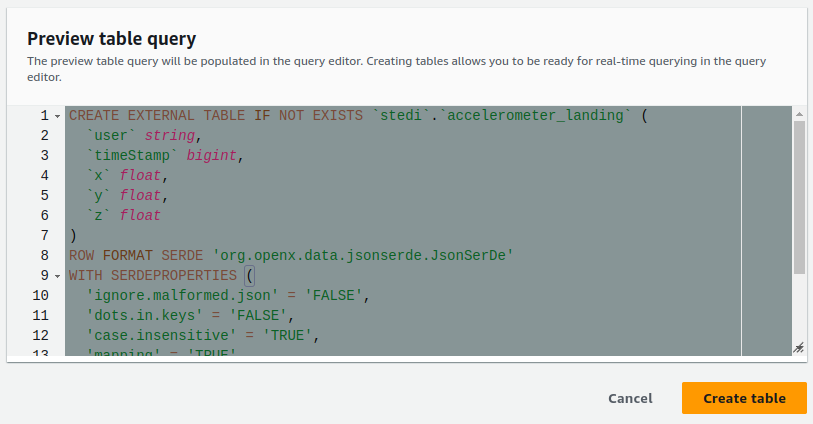 Preview table query
The preview table query will be populated in the query editor. Creating tables allows you to be ready for real-time querying in the query
editor.
1 CREATE EXTERNAL TABLE IF NOT EXISTS `stedi`.`accelerometer_landing` (
2 `user` string,
3 `timeStamp` bigint,
4 `x` float,
5 `y` float,
6 `z` float
7 )
8 ROW FORMAT SERDE 'org.openx.data.jsonserde.JsonSerDe'
9 WITH SERDEPROPERTIES (
10 'ignore.malformed.json' = 'FALSE',
11 'dots.in.keys' = 'FALSE',
12 'case.insensitive' = 'TRUE',
13 'mapping' = 'TRUE'
Cancel Create table